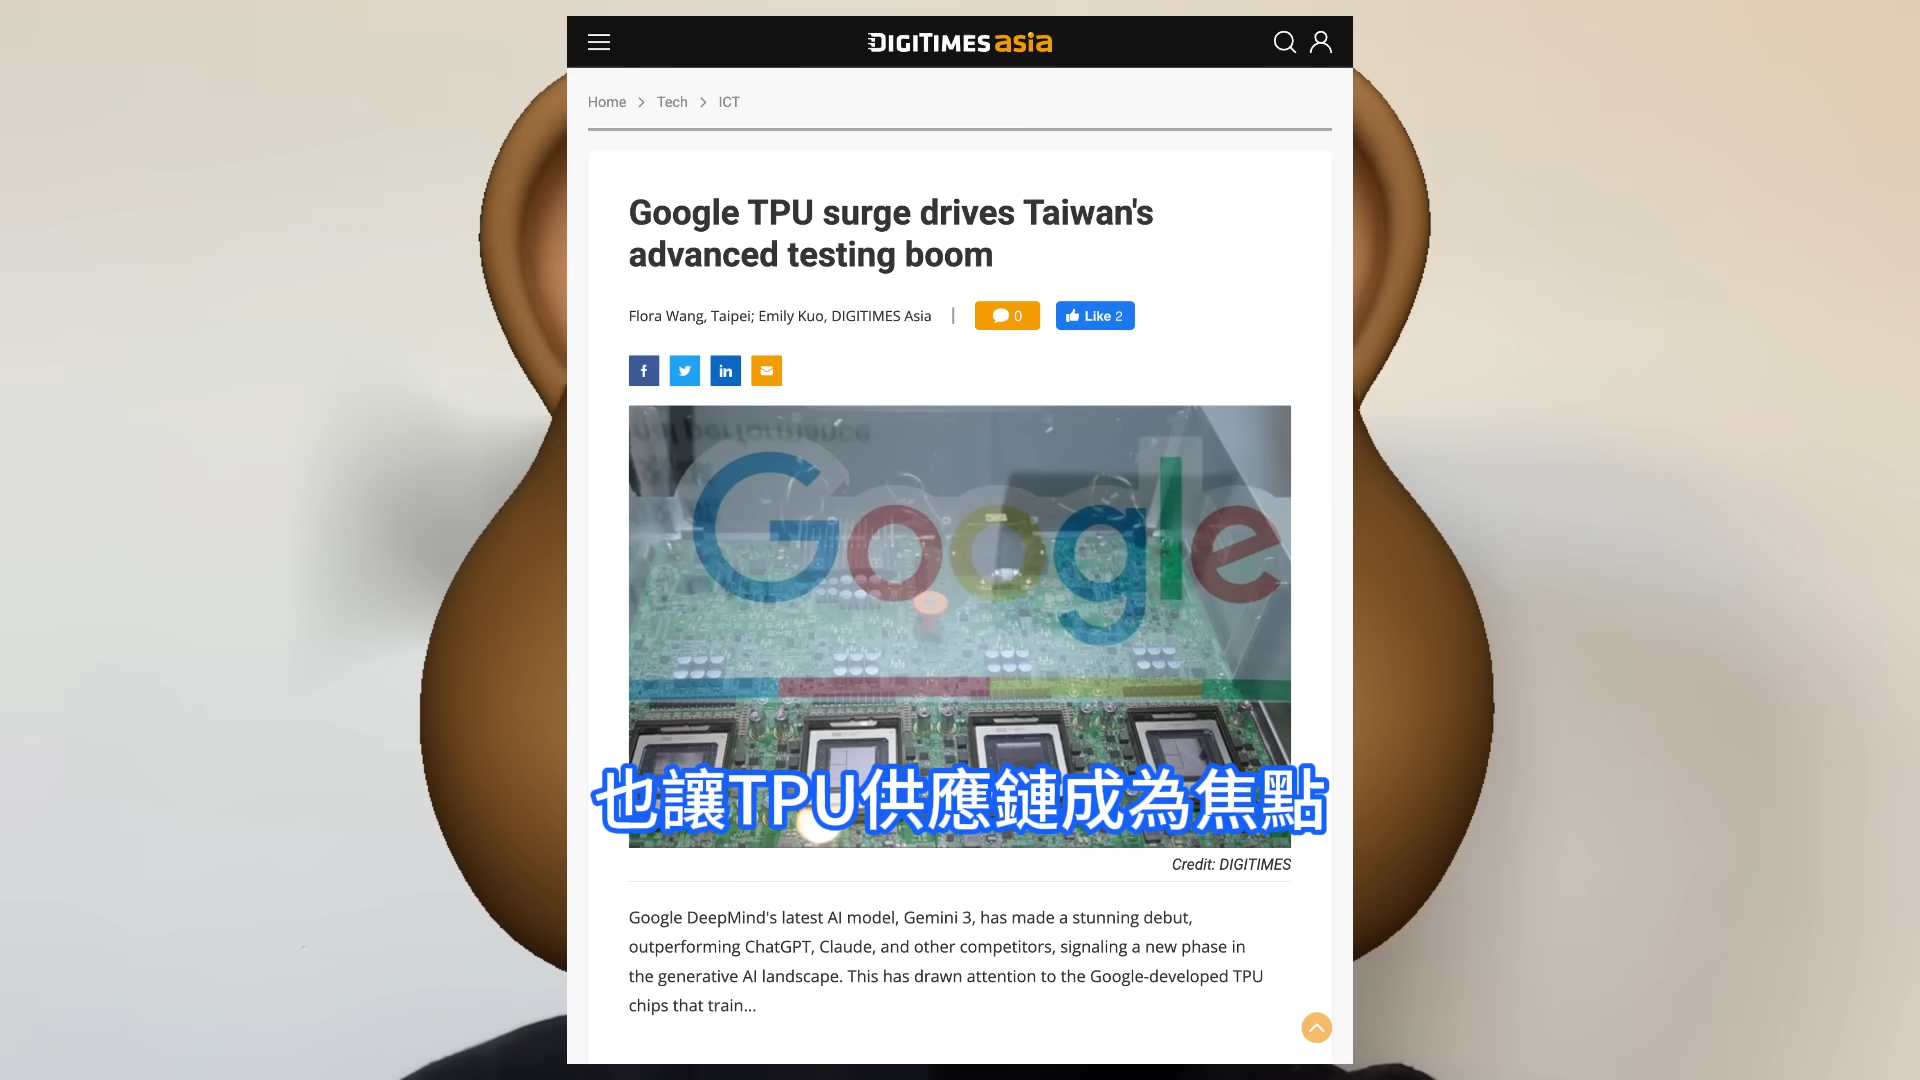 DIGITIMES asia
Home > Tech > ICT
Google TPU surge drives Taiwan's
advanced testing boom
Flora Wang, Taipei; Emily Kuo, DIGITIMES Asia | 0 Like 2
performance
Google
也讓TPU供應鏈成為焦點
Credit: DIGITIMES
Google DeepMind's latest AI model, Gemini 3, has made a stunning debut,
outperforming ChatGPT, Claude, and other competitors, signaling a new phase in
the generative AI landscape. This has drawn attention to the Google-developed TPU
chips that train...